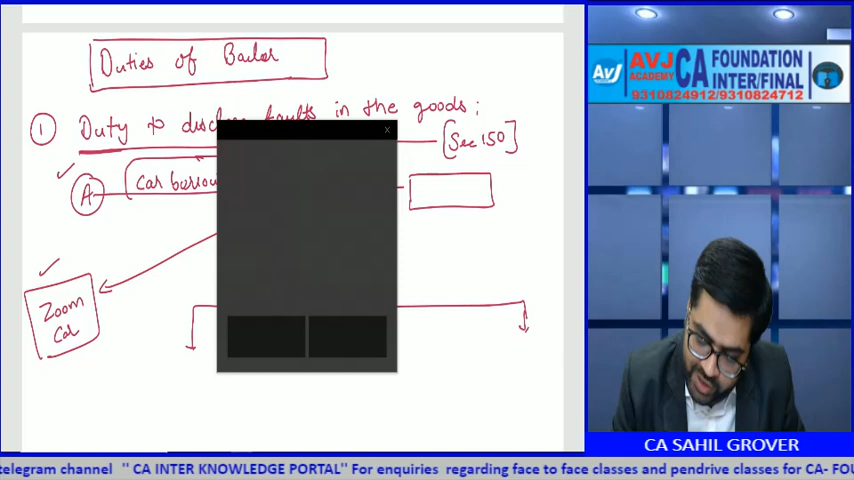 Duties of Bailor
① Duty to disclose faults in the goods:
[Sec 150]
A
Car borrow
Zoom
Car
x
AVJ
ACADEMY
CA
FOUNDATION
INTER/FINAL
9310824912/9310824712
AVJ
CA SAHIL GROVER
telegram channel " CA INTER KNOWLEDGE PORTAL" For enquiries regarding face to face classes and pendrive classes for CA- FOU